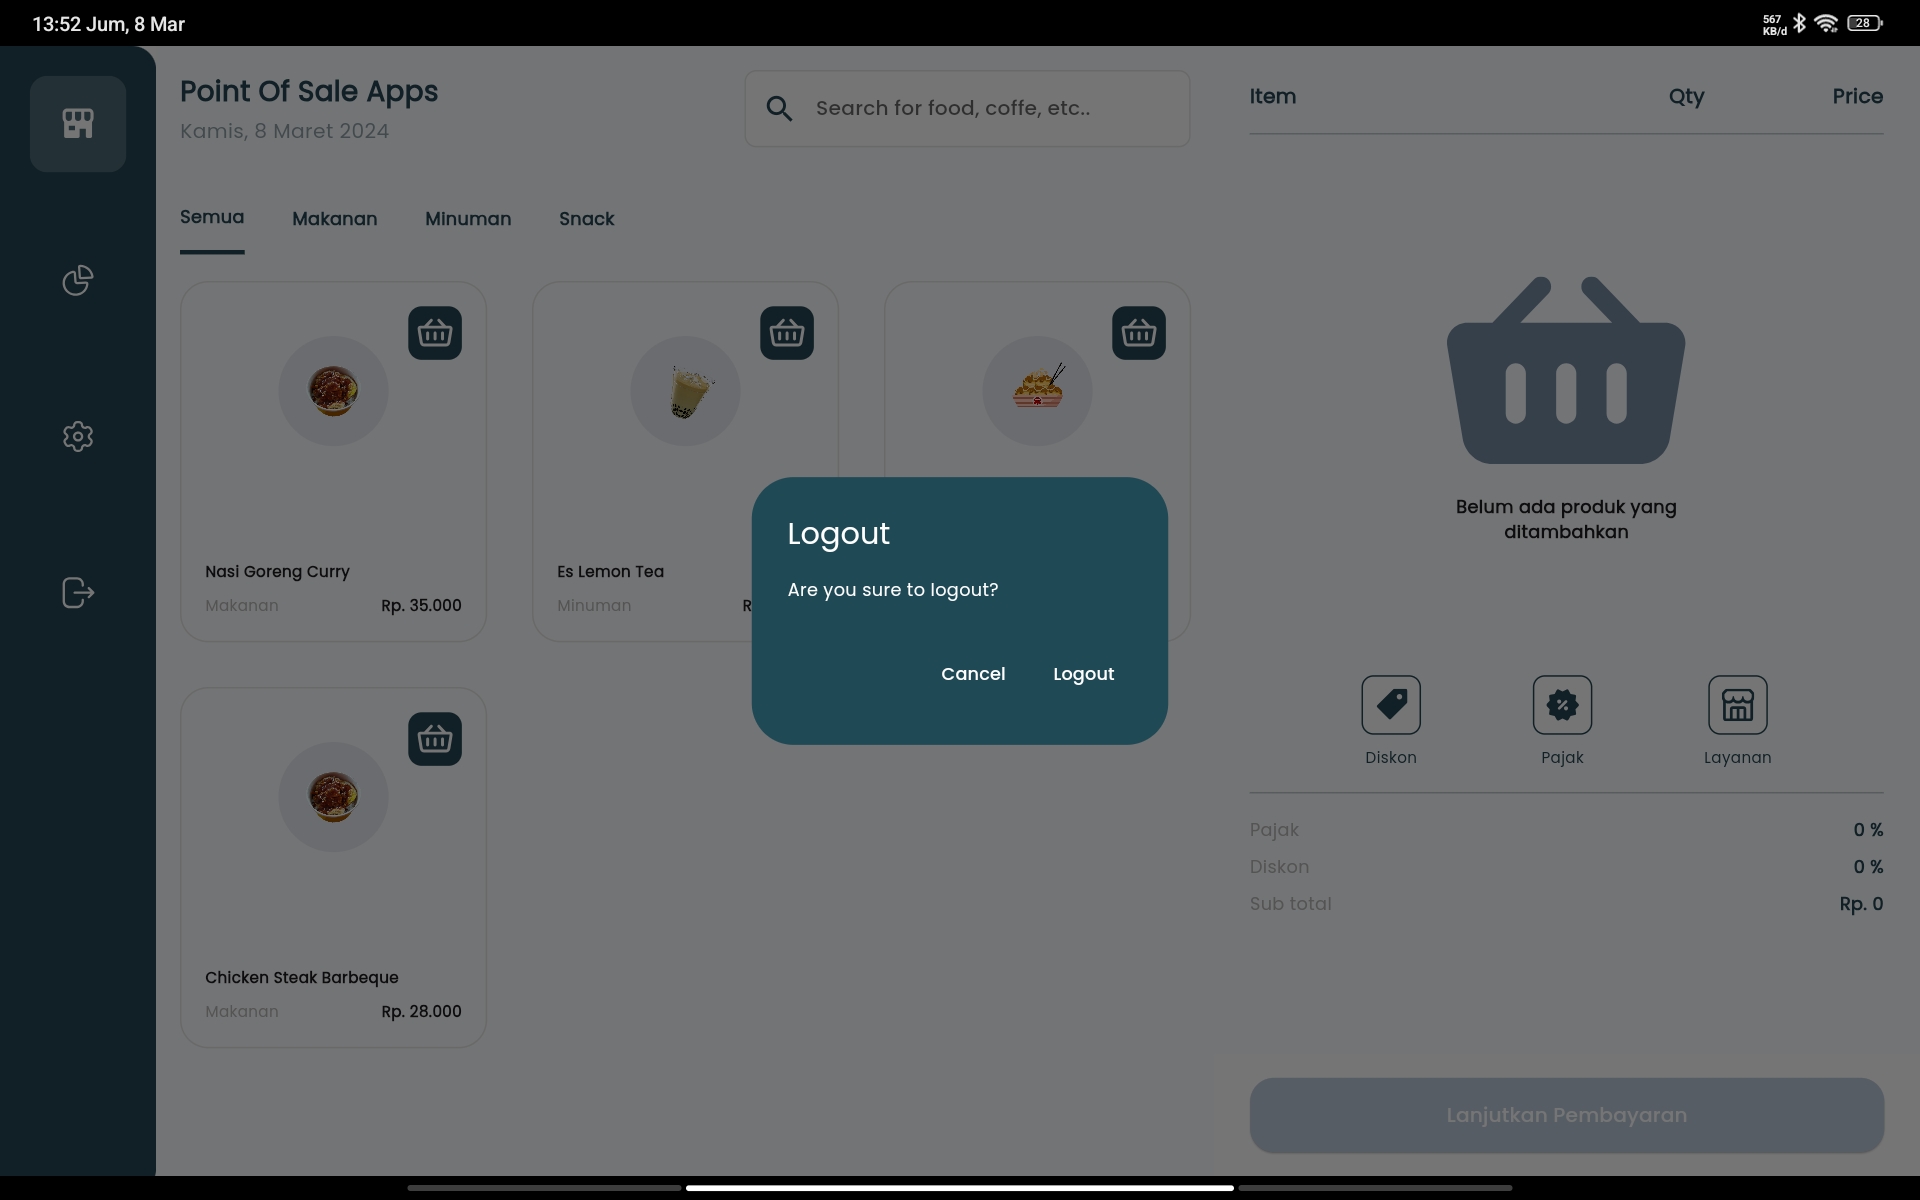 13:52 Jum, 8 Mar
567
KB/d
28
Point Of Sale Apps
Kamis, 8 Maret 2024
Search for food, coffe, etc..
Semua
Makanan
Minuman
Snack
Nasi Goreng Curry
Makanan
Rp. 35.000
Es Lemon Tea
Minuman
Chicken Steak Barbeque
Makanan
Rp. 28.000
Logout
Are you sure to logout?
Cancel
Logout
Item
Qty
Price
Belum ada produk yang
ditambahkan
Diskon
Pajak
Layanan
Pajak
0 %
Diskon
0 %
Sub total
Rp. 0
Lanjutkan Pembayaran